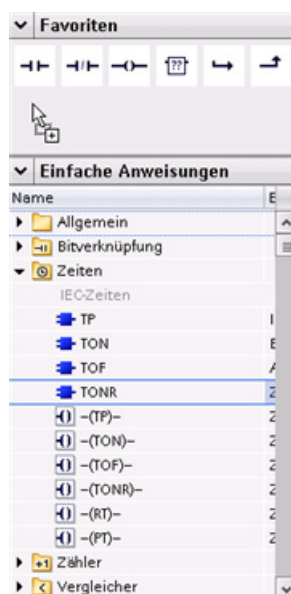 Favoriten
??
Einfache Anweisungen
Name
Allgemein
Bitverknüpfung
Zeiten
IEC-Zeiten
TP
TON
TOF
TONR
-(TP)-
-(TON)-
-(TOF)-
-(TONR)-
-(RT)-
-(PT)-
+1 Zähler
Vergleicher